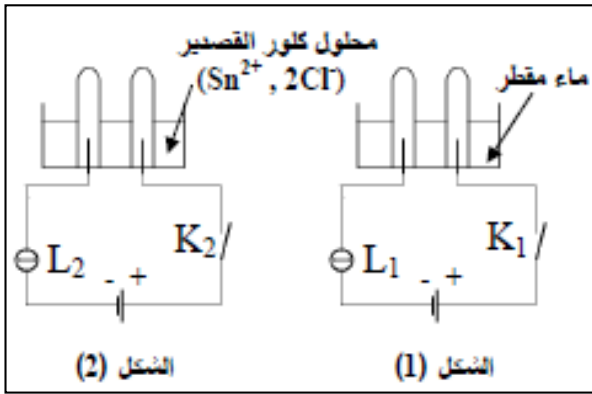 محلول كلور القصدير
(Sn²⁺ , 2Cl⁻)
ماء مقطر
K₂
K₁
L₂
L₁
- +
- +
الشكل (2)
الشكل (1)